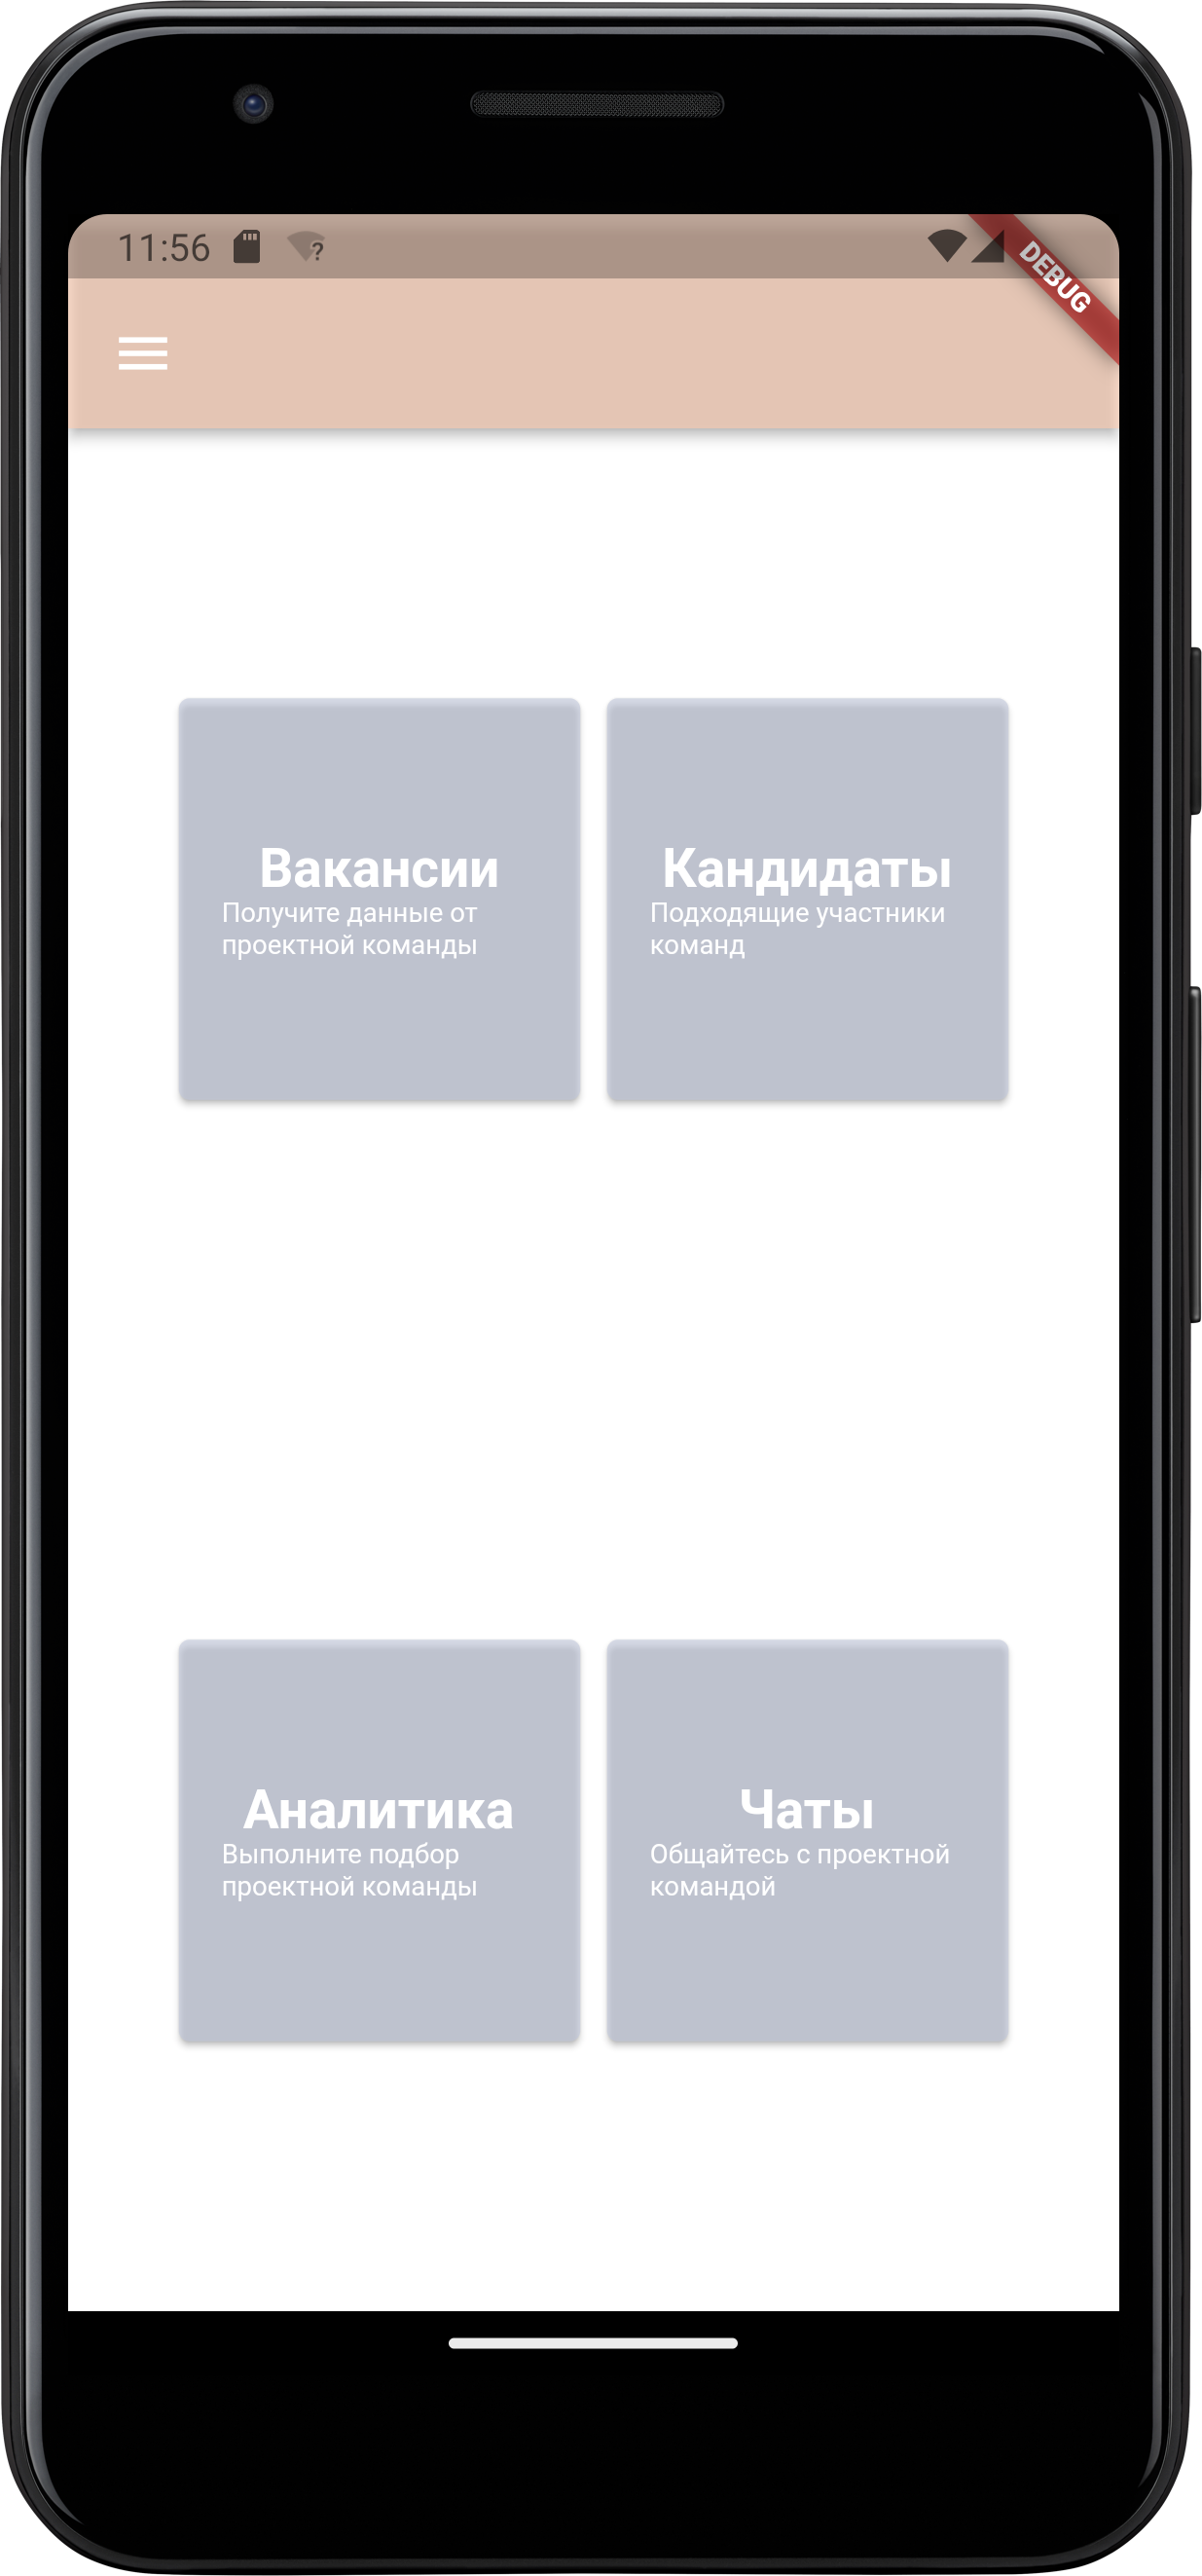 11:56
DEBUG
Вакансии
Получите данные от
проектной команды
Кандидаты
Подходящие участники
команд
Аналитика
Выполните подбор
проектной команды
Чаты
Общайтесь с проектной
командой